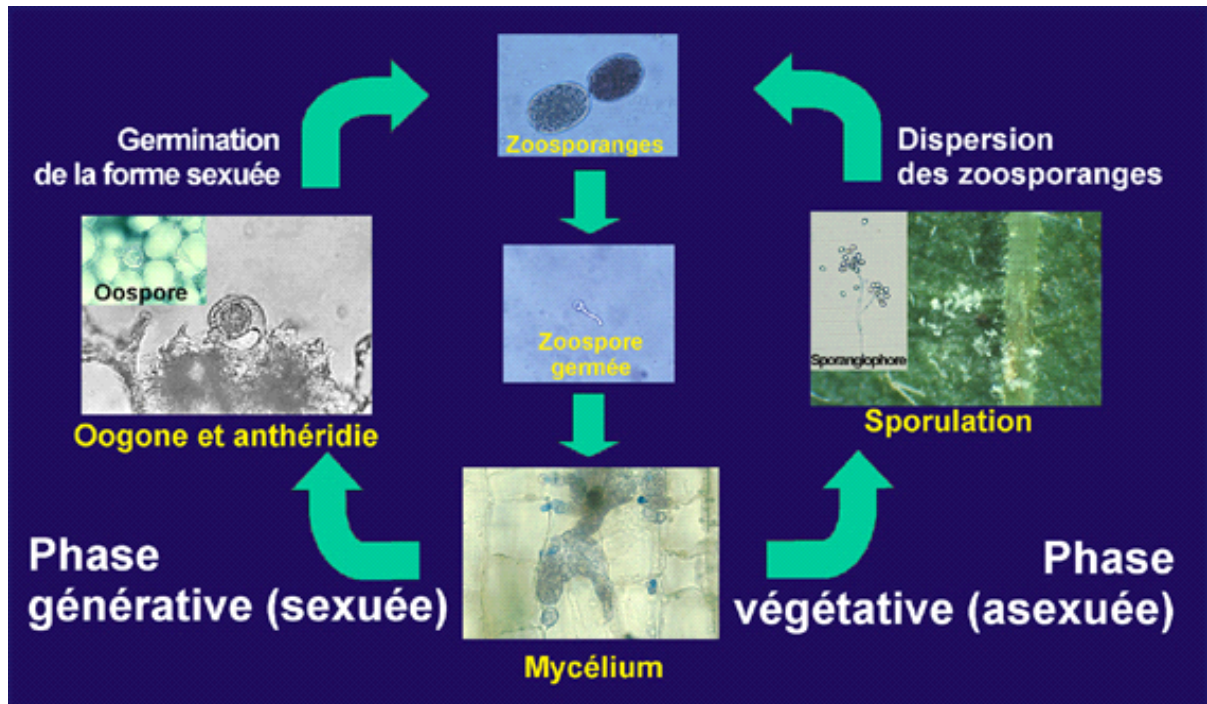 Zoosporanges
Germination
de la forme sexuée
Dispersion
des zoosporanges
Oospore
Zoospore
germée
Sporangiophore
Oogone et anthéridie
Sporulation
Phase
générative (sexuée)
Phase
végétative (asexuée)
Mycélium